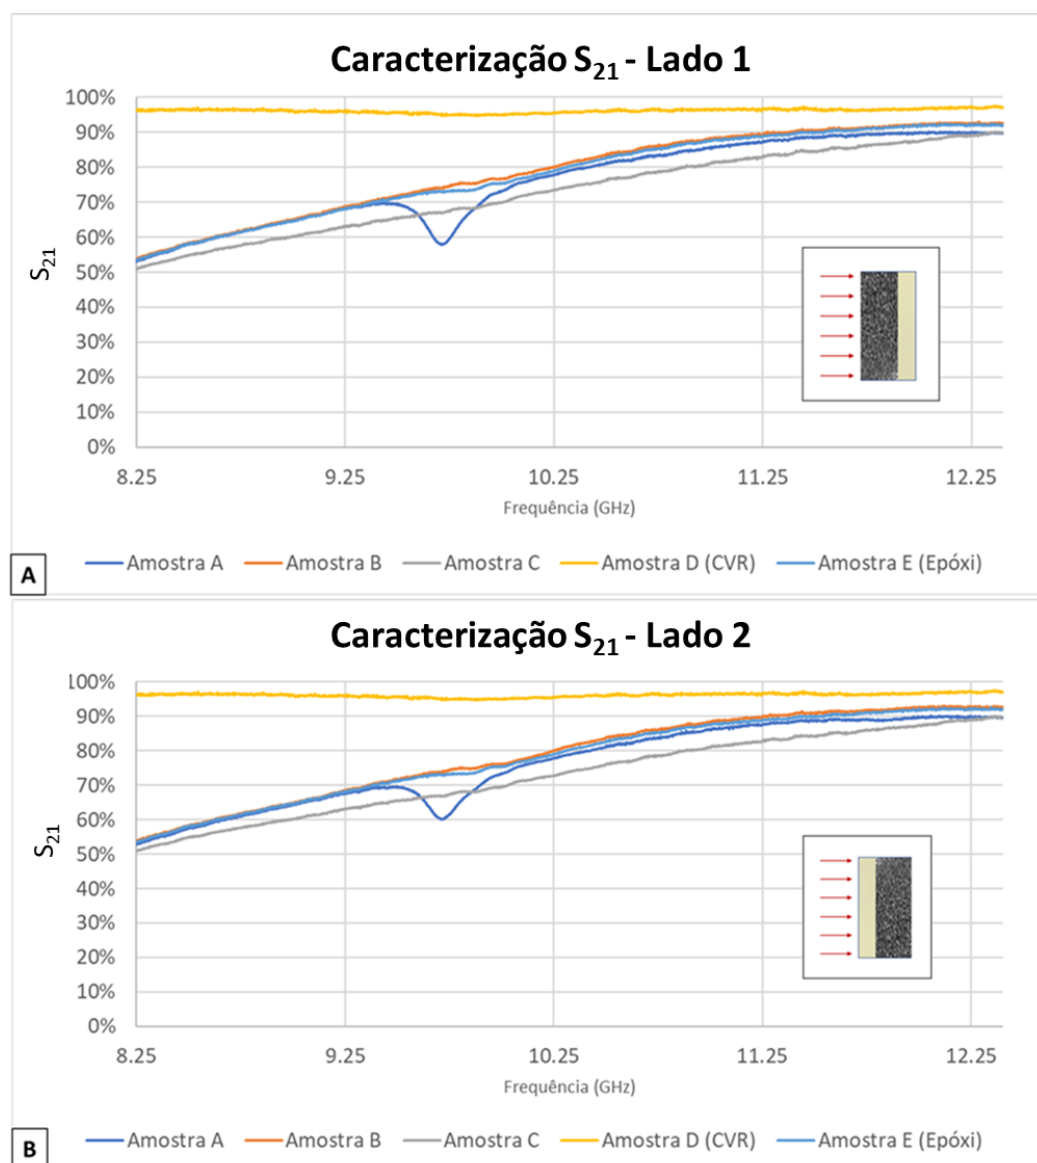 Caracterização S21 - Lado 1
100%
90%
80%
70%
60%
50%
40%
30%
20%
10%
0%
S21
8.25 9.25 10.25 11.25 12.25
Frequência (GHz)
Amostra A Amostra B Amostra C Amostra D (CVR) Amostra E (Epóxi)
A
Caracterização S21 - Lado 2
100%
90%
80%
70%
60%
50%
40%
30%
20%
10%
0%
S21
8.25 9.25 10.25 11.25 12.25
Frequência (GHz)
Amostra A Amostra B Amostra C Amostra D (CVR) Amostra E (Epóxi)
B